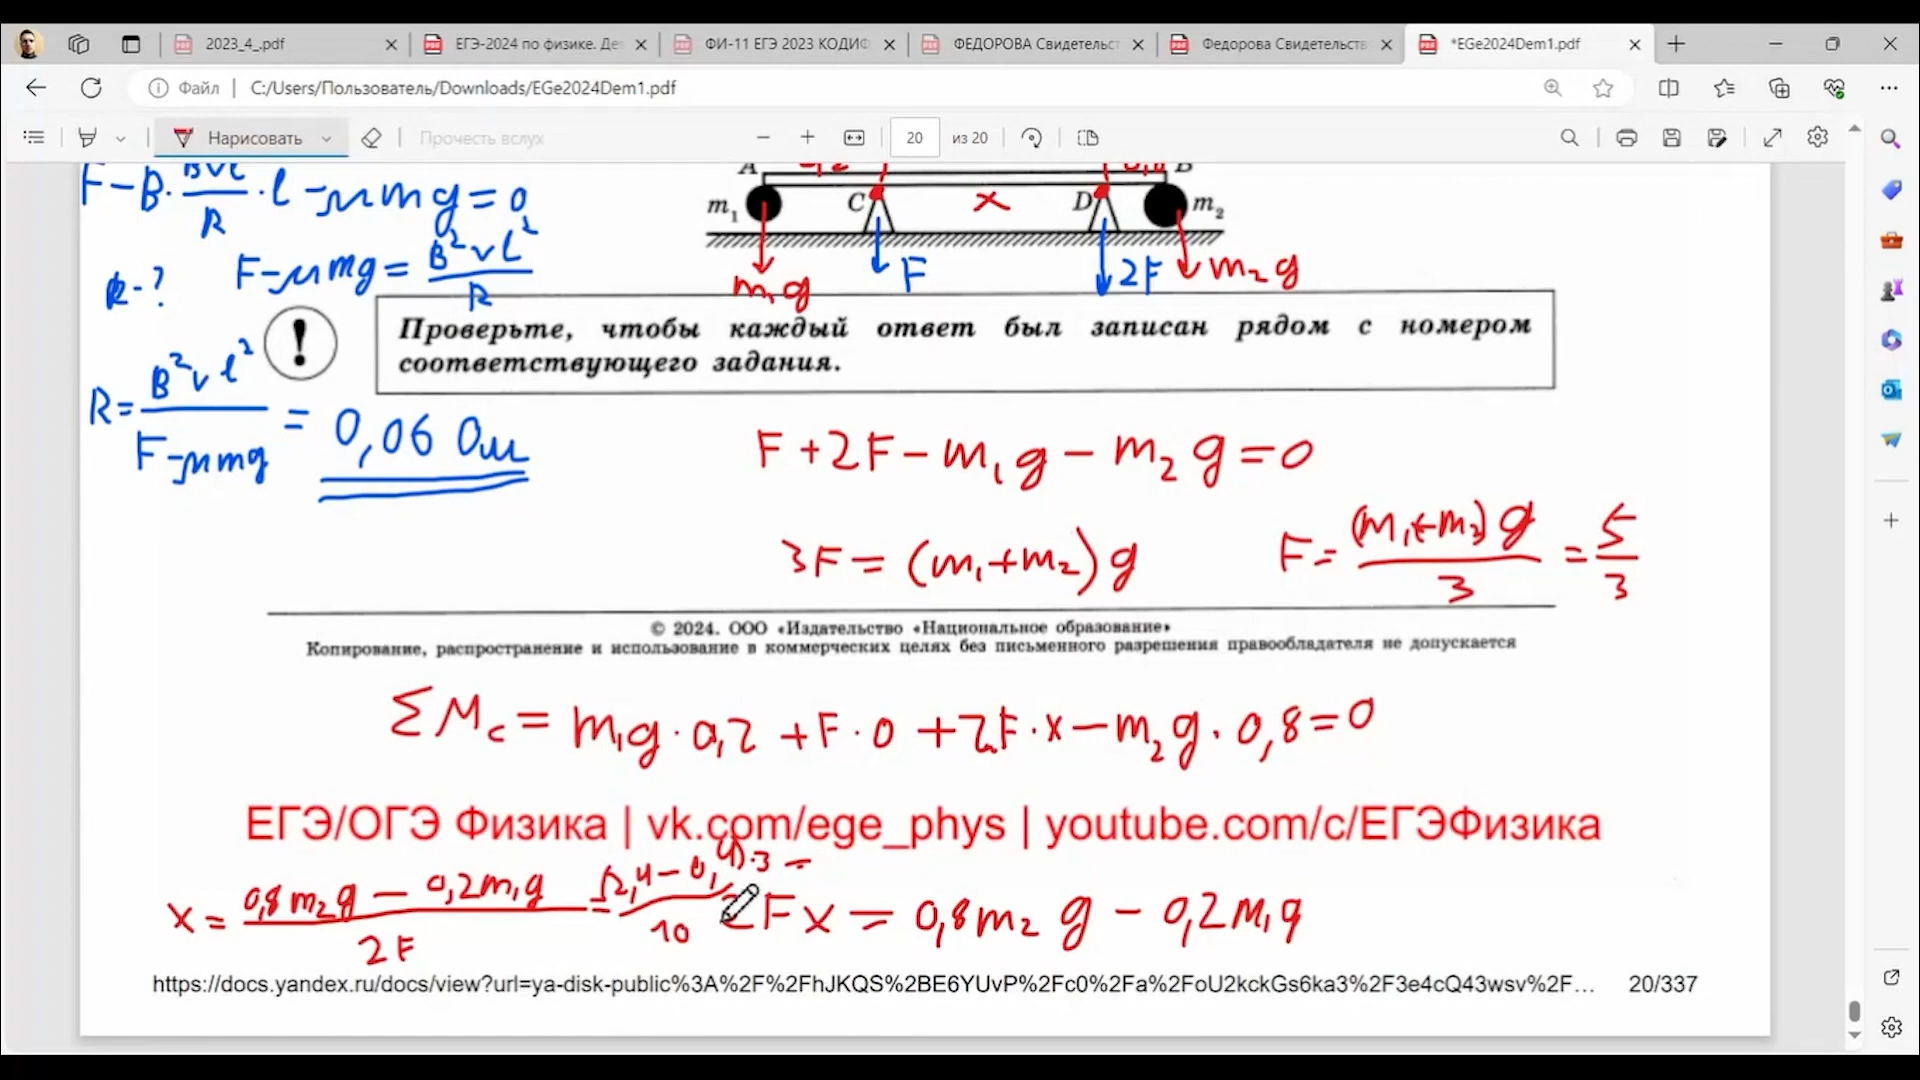 2023_4_.pdf
ЕГЭ-2024 по физике. Де
ФИ-11 ЕГЭ 2023 КОДИФ
ФЕДОРОВА Свидетельст
Федорова Свидетельств
*EGe2024Dem1.pdf
Файл
C:/Users/Пользователь/Downloads/EGe2024Dem1.pdf
Нарисовать
Прочесть вслух
20
из 20
F-B·Bvl/R·l-μmg=0
A
B
m₁
C
x
D
m₂
R-?
F-μmg=B²vl²/R
m₁g
F
2F
m₂g
!
Проверьте, чтобы каждый ответ был записан рядом с номером
соответствующего задания.
R=B²vl²/F-μmg=0,06 Ом
F+2F-m₁g-m₂g=0
3F=(m₁+m₂)g
F=(m₁+m₂)g/3=5/3
© 2024. ООО «Издательство «Национальное образование»
Копирование, распространение и использование в коммерческих целях без письменного разрешения правообладателя не допускается
ΣMc=m₁g·0,2+F·0+2F·x-m₂g·0,8=0
ЕГЭ/ОГЭ Физика | vk.com/ege_phys | youtube.com/c/ЕГЭФизика
x=0,8m₂g-0,2m₁g/2F=
10
2Fx=0,8m₂g-0,2m₁g
https://docs.yandex.ru/docs/view?url=ya-disk-public%3A%2F%2FhJKQS%2BE6YUvP%2Fc0%2Fa%2FoU2kckGs6ka3%2F3e4cQ43wsv%2F...
20/337